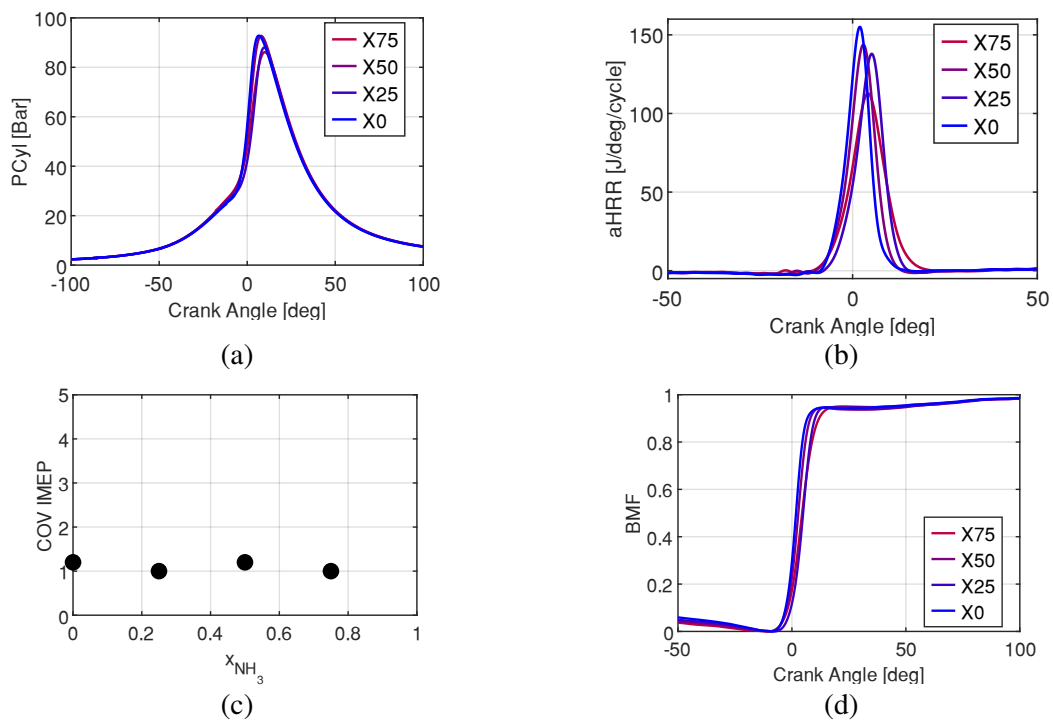 100
80
60
40
20
0
-100
-50
0
50
100
PCyl [Bar]
Crank Angle [deg]
X75
X50
X25
X0
(a)
150
100
50
0
-50
0
50
aHRR [J/deg/cycle]
Crank Angle [deg]
X75
X50
X25
X0
(b)
5
4
3
2
1
0
0
0.2
0.4
0.6
0.8
1
COV IMEP
x_NH_3
(c)
1
0.8
0.6
0.4
0.2
0
-50
0
50
100
BMF
Crank Angle [deg]
X75
X50
X25
X0
(d)